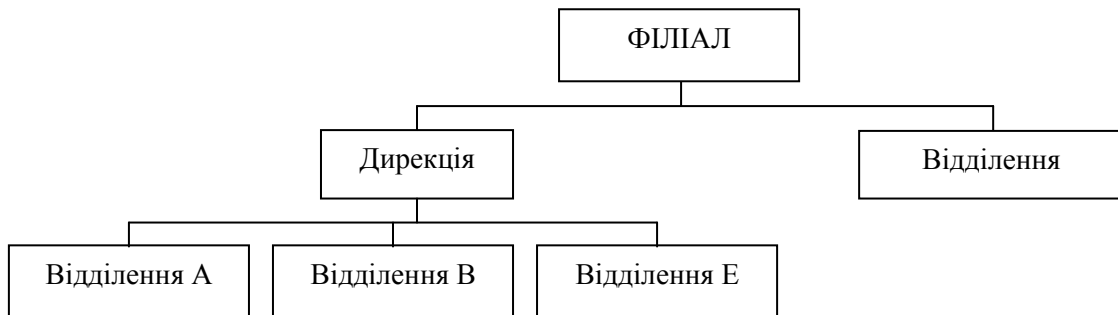 ФІЛІАЛ
Дирекція
Відділення
Відділення А
Відділення В
Відділення Е